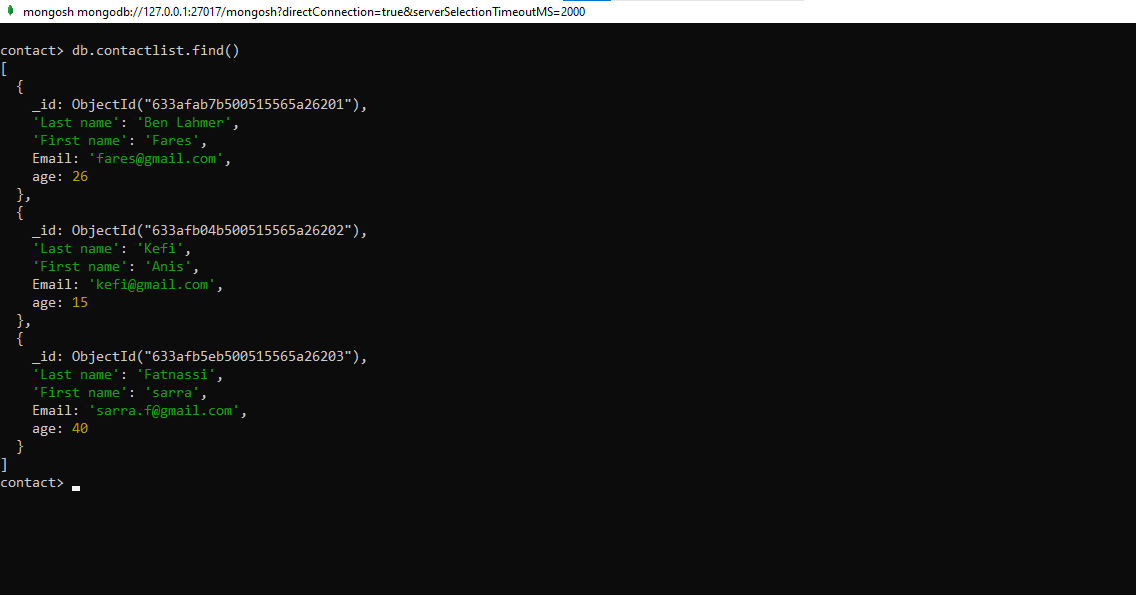 mongosh mongodb://127.0.0.1:27017/mongosh?directConnection=true&serverSelectionTimeoutMS=2000
contact> db.contactlist.find()
[
  {
    _id: ObjectId("633afab7b500515565a26201"),
    'Last name': 'Ben Lahmer',
    'First name': 'Fares',
    Email: 'fares@gmail.com',
    age: 26
  },
  {
    _id: ObjectId("633afb04b500515565a26202"),
    'Last name': 'Kefi',
    'First name': 'Anis',
    Email: 'kefi@gmail.com',
    age: 15
  },
  {
    _id: ObjectId("633afb5eb500515565a26203"),
    'Last name': 'Fatnassi',
    'First name': 'sarra',
    Email: 'sarra.f@gmail.com',
    age: 40
  }
]
contact>